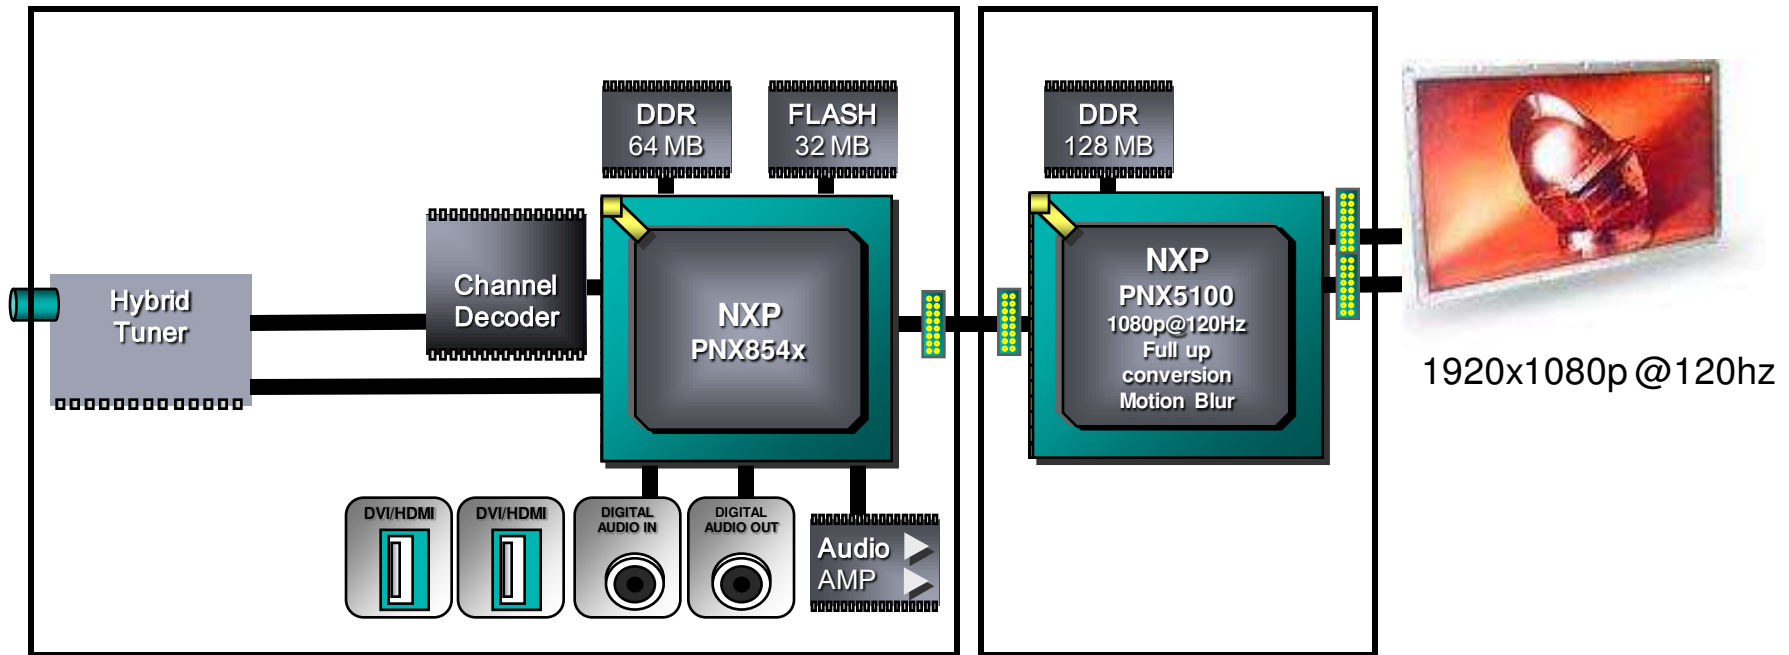 DDR
64 MB
FLASH
32 MB
DDR
128 MB
Hybrid
Tuner
Channel
Decoder
NXP
PNX854x
NXP
PNX5100
1080p@120Hz
Full up
conversion
Motion Blur
1920x1080p @120hz
DVI/HDMI
DVI/HDMI
DIGITAL
AUDIO IN
DIGITAL
AUDIO OUT
Audio
AMP